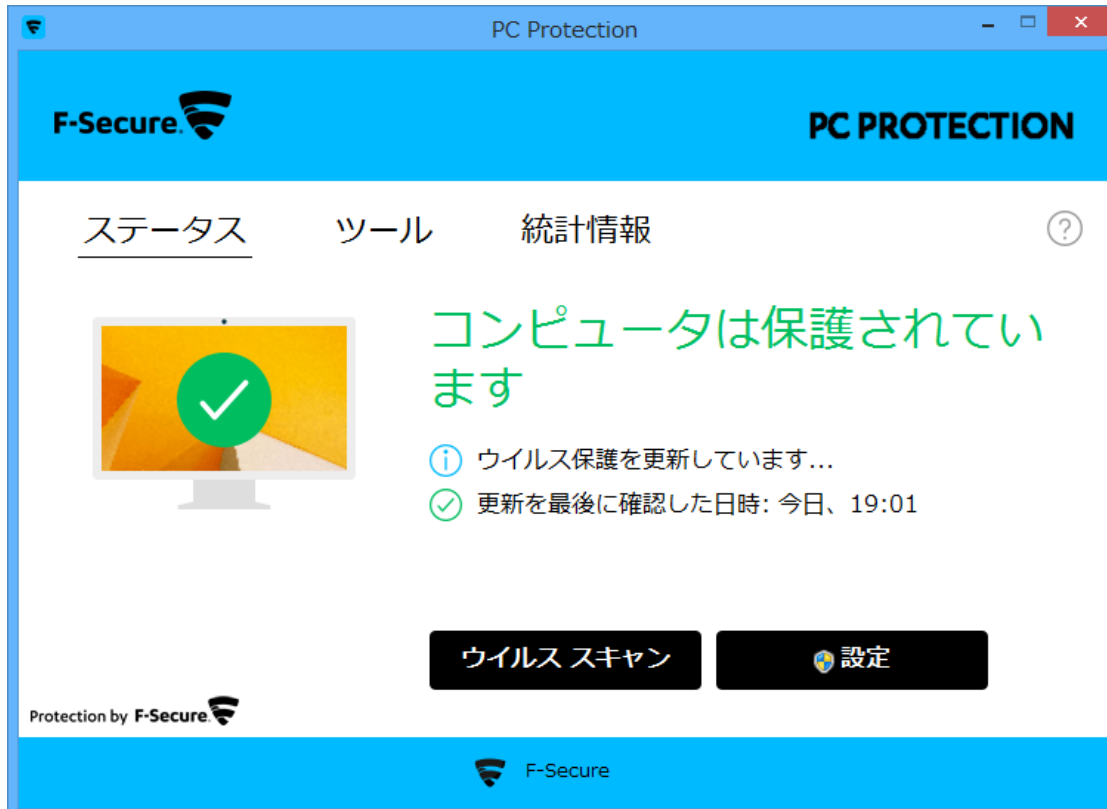 PC Protection
F-Secure.
PC PROTECTION
ステータス ツール 統計情報
?
コンピュータは保護されてい
ます
i ウイルス保護を更新しています...
更新を最後に確認した日時: 今日、19:01
ウイルス スキャン 設定
Protection by F-Secure.
F-Secure